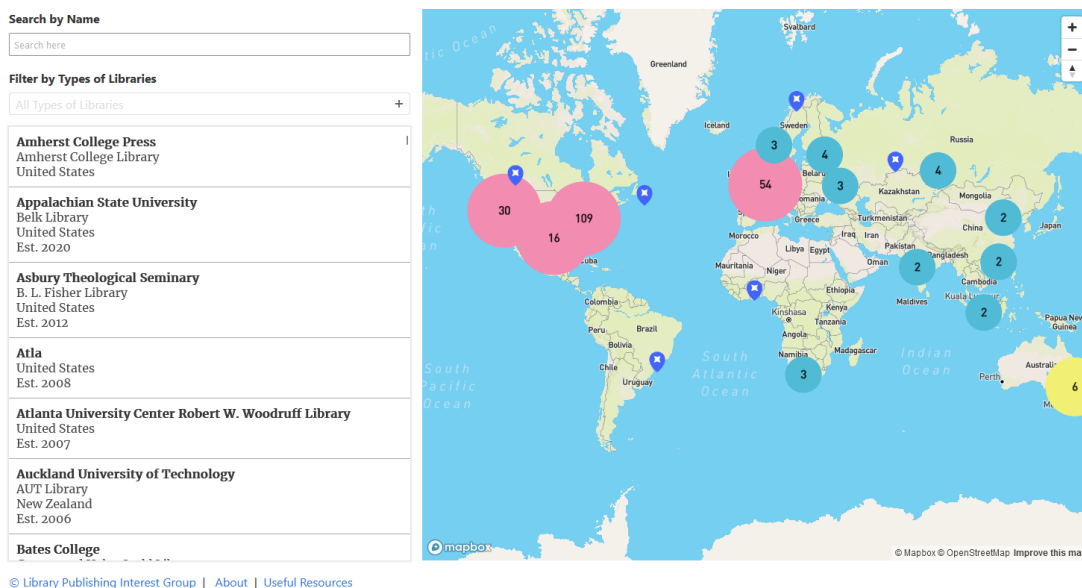 Search by Name
Search here
Filter by Types of Libraries
All Types of Libraries
+
Amherst College Press
Amherst College Library
United States
Appalachian State University
Belk Library
United States
Est. 2020
Asbury Theological Seminary
B. L. Fisher Library
United States
Est. 2012
Atla
United States
Est. 2008
Atlanta University Center Robert W. Woodruff Library
United States
Est. 2007
Auckland University of Technology
AUT Library
New Zealand
Est. 2006
Bates College
© Library Publishing Interest Group | About | Useful Resources
Svalbard
Ocean
Greenland
Iceland
Sweden
Russia
3
4
Belaru
4
54
3
Kazakhstan
Mongolia
omania
30
109
16
Greece
Turkmenistan
2
China
Japan
Morocco
Iraq
Iran
uba
Libya
Egypt
Pakistan
Oman
Bangladesh
2
2
Mauritania
Niger
Cambodia
Ethiopia
Maldives
Kuala Lumpur
2
Colombia
Kenya
Kinshasa
Papua New
Guinea
Tanzania
Peru
Brazil
Angola
Bolivia
Namibia
Madagascar
South
Pacific
Ocean
South
Atlantic
Ocean
Indian
Ocean
Chile
Uruguay
3
Perth
Australia
6
+
−
mapbox
© Mapbox © OpenStreetMap Improve this ma